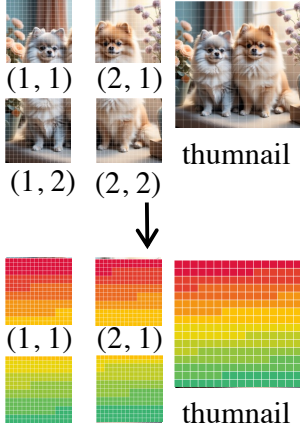 (1, 1) (2, 1)
(1, 2) (2, 2)
thumnail
(1, 1) (2, 1)
thumnail